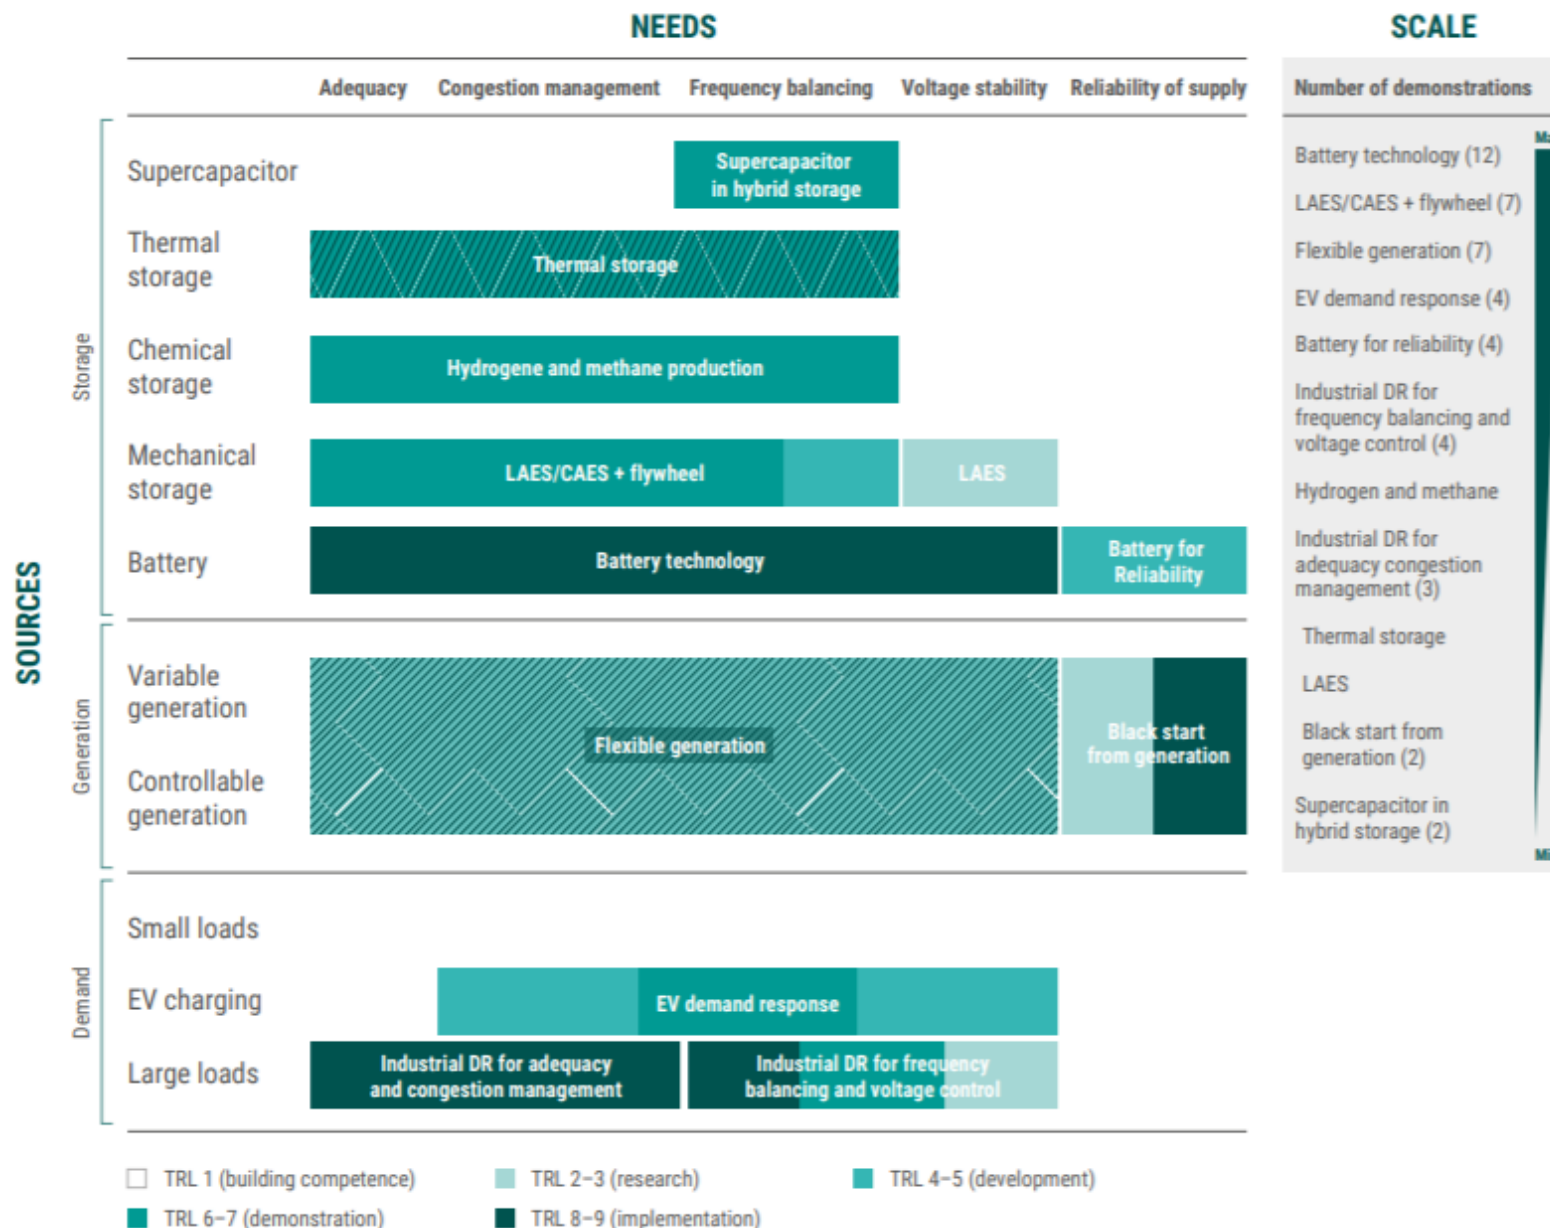 NEEDS
SCALE
Adequacy
Congestion management
Frequency balancing
Voltage stability
Reliability of supply
Number of demonstrations
SOURCES
Storage
Supercapacitor
Supercapacitor
in hybrid storage
Thermal
storage
Thermal storage
Chemical
storage
Hydrogene and methane production
Mechanical
storage
LAES/CAES + flywheel
LAES
Battery
Battery technology
Battery for
Reliability
Generation
Variable
generation
Controllable
generation
Flexible generation
Black start
from generation
Demand
Small loads
EV charging
EV demand response
Large loads
Industrial DR for adequacy
and congestion management
Industrial DR for frequency
balancing and voltage control
Battery technology (12)
LAES/CAES + flywheel (7)
Flexible generation (7)
EV demand response (4)
Battery for reliability (4)
Industrial DR for
frequency balancing and
voltage control (4)
Hydrogen and methane
Industrial DR for
adequacy congestion
management (3)
Thermal storage
LAES
Black start from
generation (2)
Supercapacitor in
hybrid storage (2)
TRL 1 (building competence)
TRL 2–3 (research)
TRL 4–5 (development)
TRL 6–7 (demonstration)
TRL 8–9 (implementation)